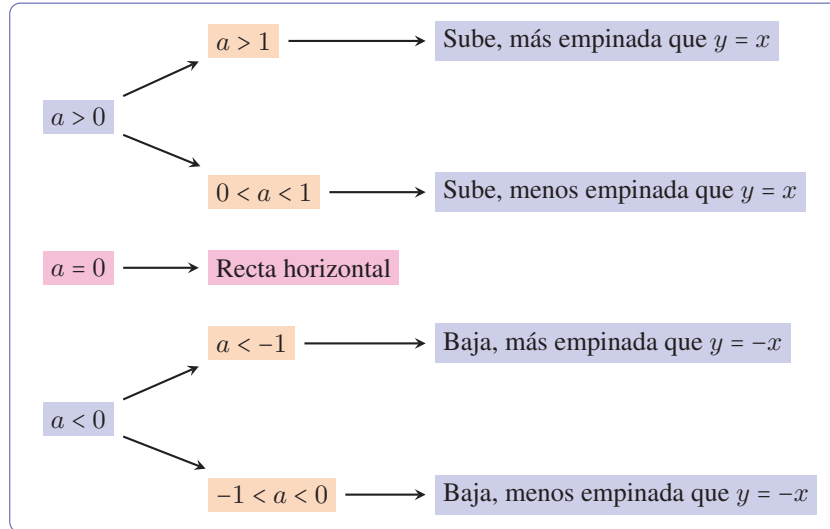 a > 1
Sube, más empinada que y = x
a > 0
0 < a < 1
Sube, menos empinada que y = x
a = 0
Recta horizontal
a < −1
Baja, más empinada que y = −x
a < 0
−1 < a < 0
Baja, menos empinada que y = −x